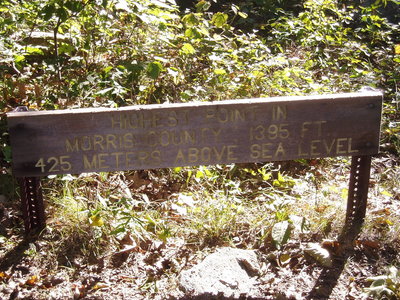 HIGHEST POINT IN
MORRIS COUNTY 1395 FT
425 METERS ABOVE SEA LEVEL